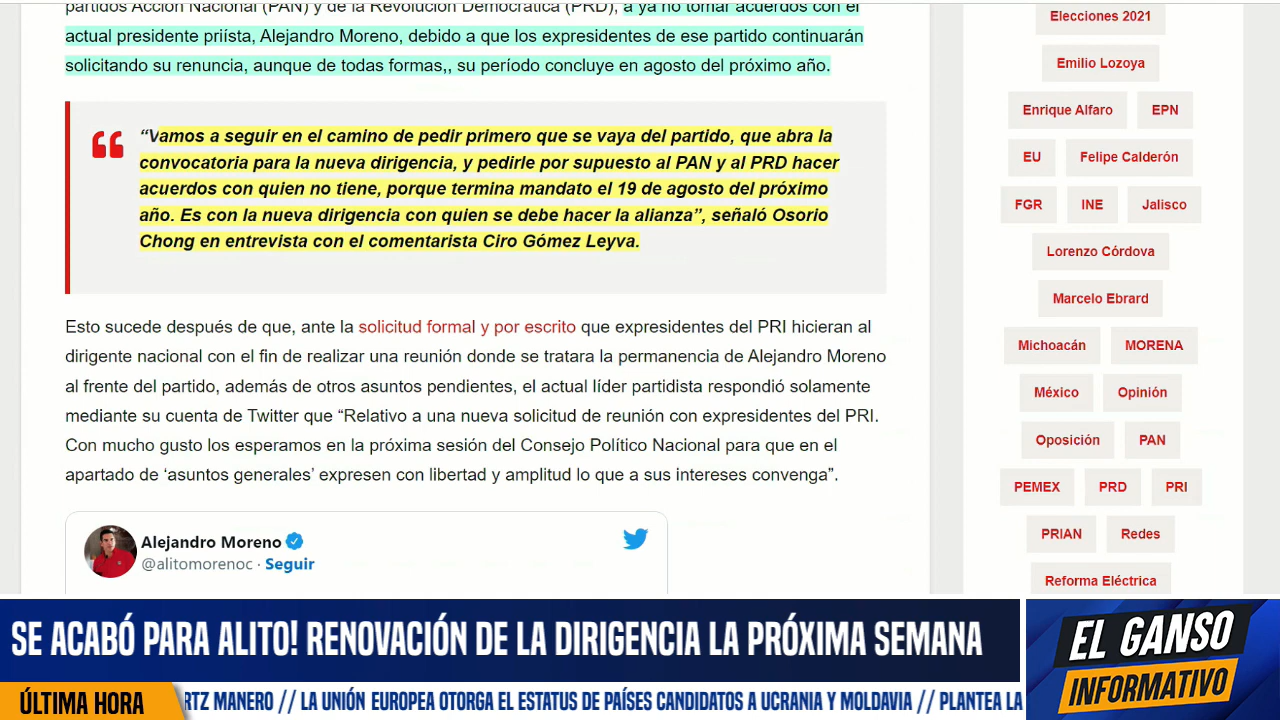 partidos Acción Nacional (PAN) y de la Revolución Democrática (PRD), a ya no tomar acuerdos con el
actual presidente priísta, Alejandro Moreno, debido a que los expresidentes de ese partido continuarán
solicitando su renuncia, aunque de todas formas,, su período concluye en agosto del próximo año.
“Vamos a seguir en el camino de pedir primero que se vaya del partido, que abra la
convocatoria para la nueva dirigencia, y pedirle por supuesto al PAN y al PRD hacer
acuerdos con quien no tiene, porque termina mandato el 19 de agosto del próximo
año. Es con la nueva dirigencia con quien se debe hacer la alianza”, señaló Osorio
Chong en entrevista con el comentarista Ciro Gómez Leyva.
Esto sucede después de que, ante la solicitud formal y por escrito que expresidentes del PRI hicieran al
dirigente nacional con el fin de realizar una reunión donde se tratara la permanencia de Alejandro Moreno
al frente del partido, además de otros asuntos pendientes, el actual líder partidista respondió solamente
mediante su cuenta de Twitter que “Relativo a una nueva solicitud de reunión con expresidentes del PRI.
Con mucho gusto los esperamos en la próxima sesión del Consejo Político Nacional para que en el
apartado de ‘asuntos generales’ expresen con libertad y amplitud lo que a sus intereses convenga”.
Alejandro Moreno
@alitomorenoc · Seguir
Elecciones 2021
Emilio Lozoya
Enrique Alfaro EPN
EU Felipe Calderón
FGR INE Jalisco
Lorenzo Córdova
Marcelo Ebrard
Michoacán MORENA
México Opinión
Oposición PAN
PEMEX PRD PRI
PRIAN Redes
Reforma Eléctrica
SE ACABÓ PARA ALITO! RENOVACIÓN DE LA DIRIGENCIA LA PRÓXIMA SEMANA
EL GANSO
INFORMATIVO
ÚLTIMA HORA
RTZ MANERO // LA UNIÓN EUROPEA OTORGA EL ESTATUS DE PAÍSES CANDIDATOS A UCRANIA Y MOLDAVIA // PLANTEA LA